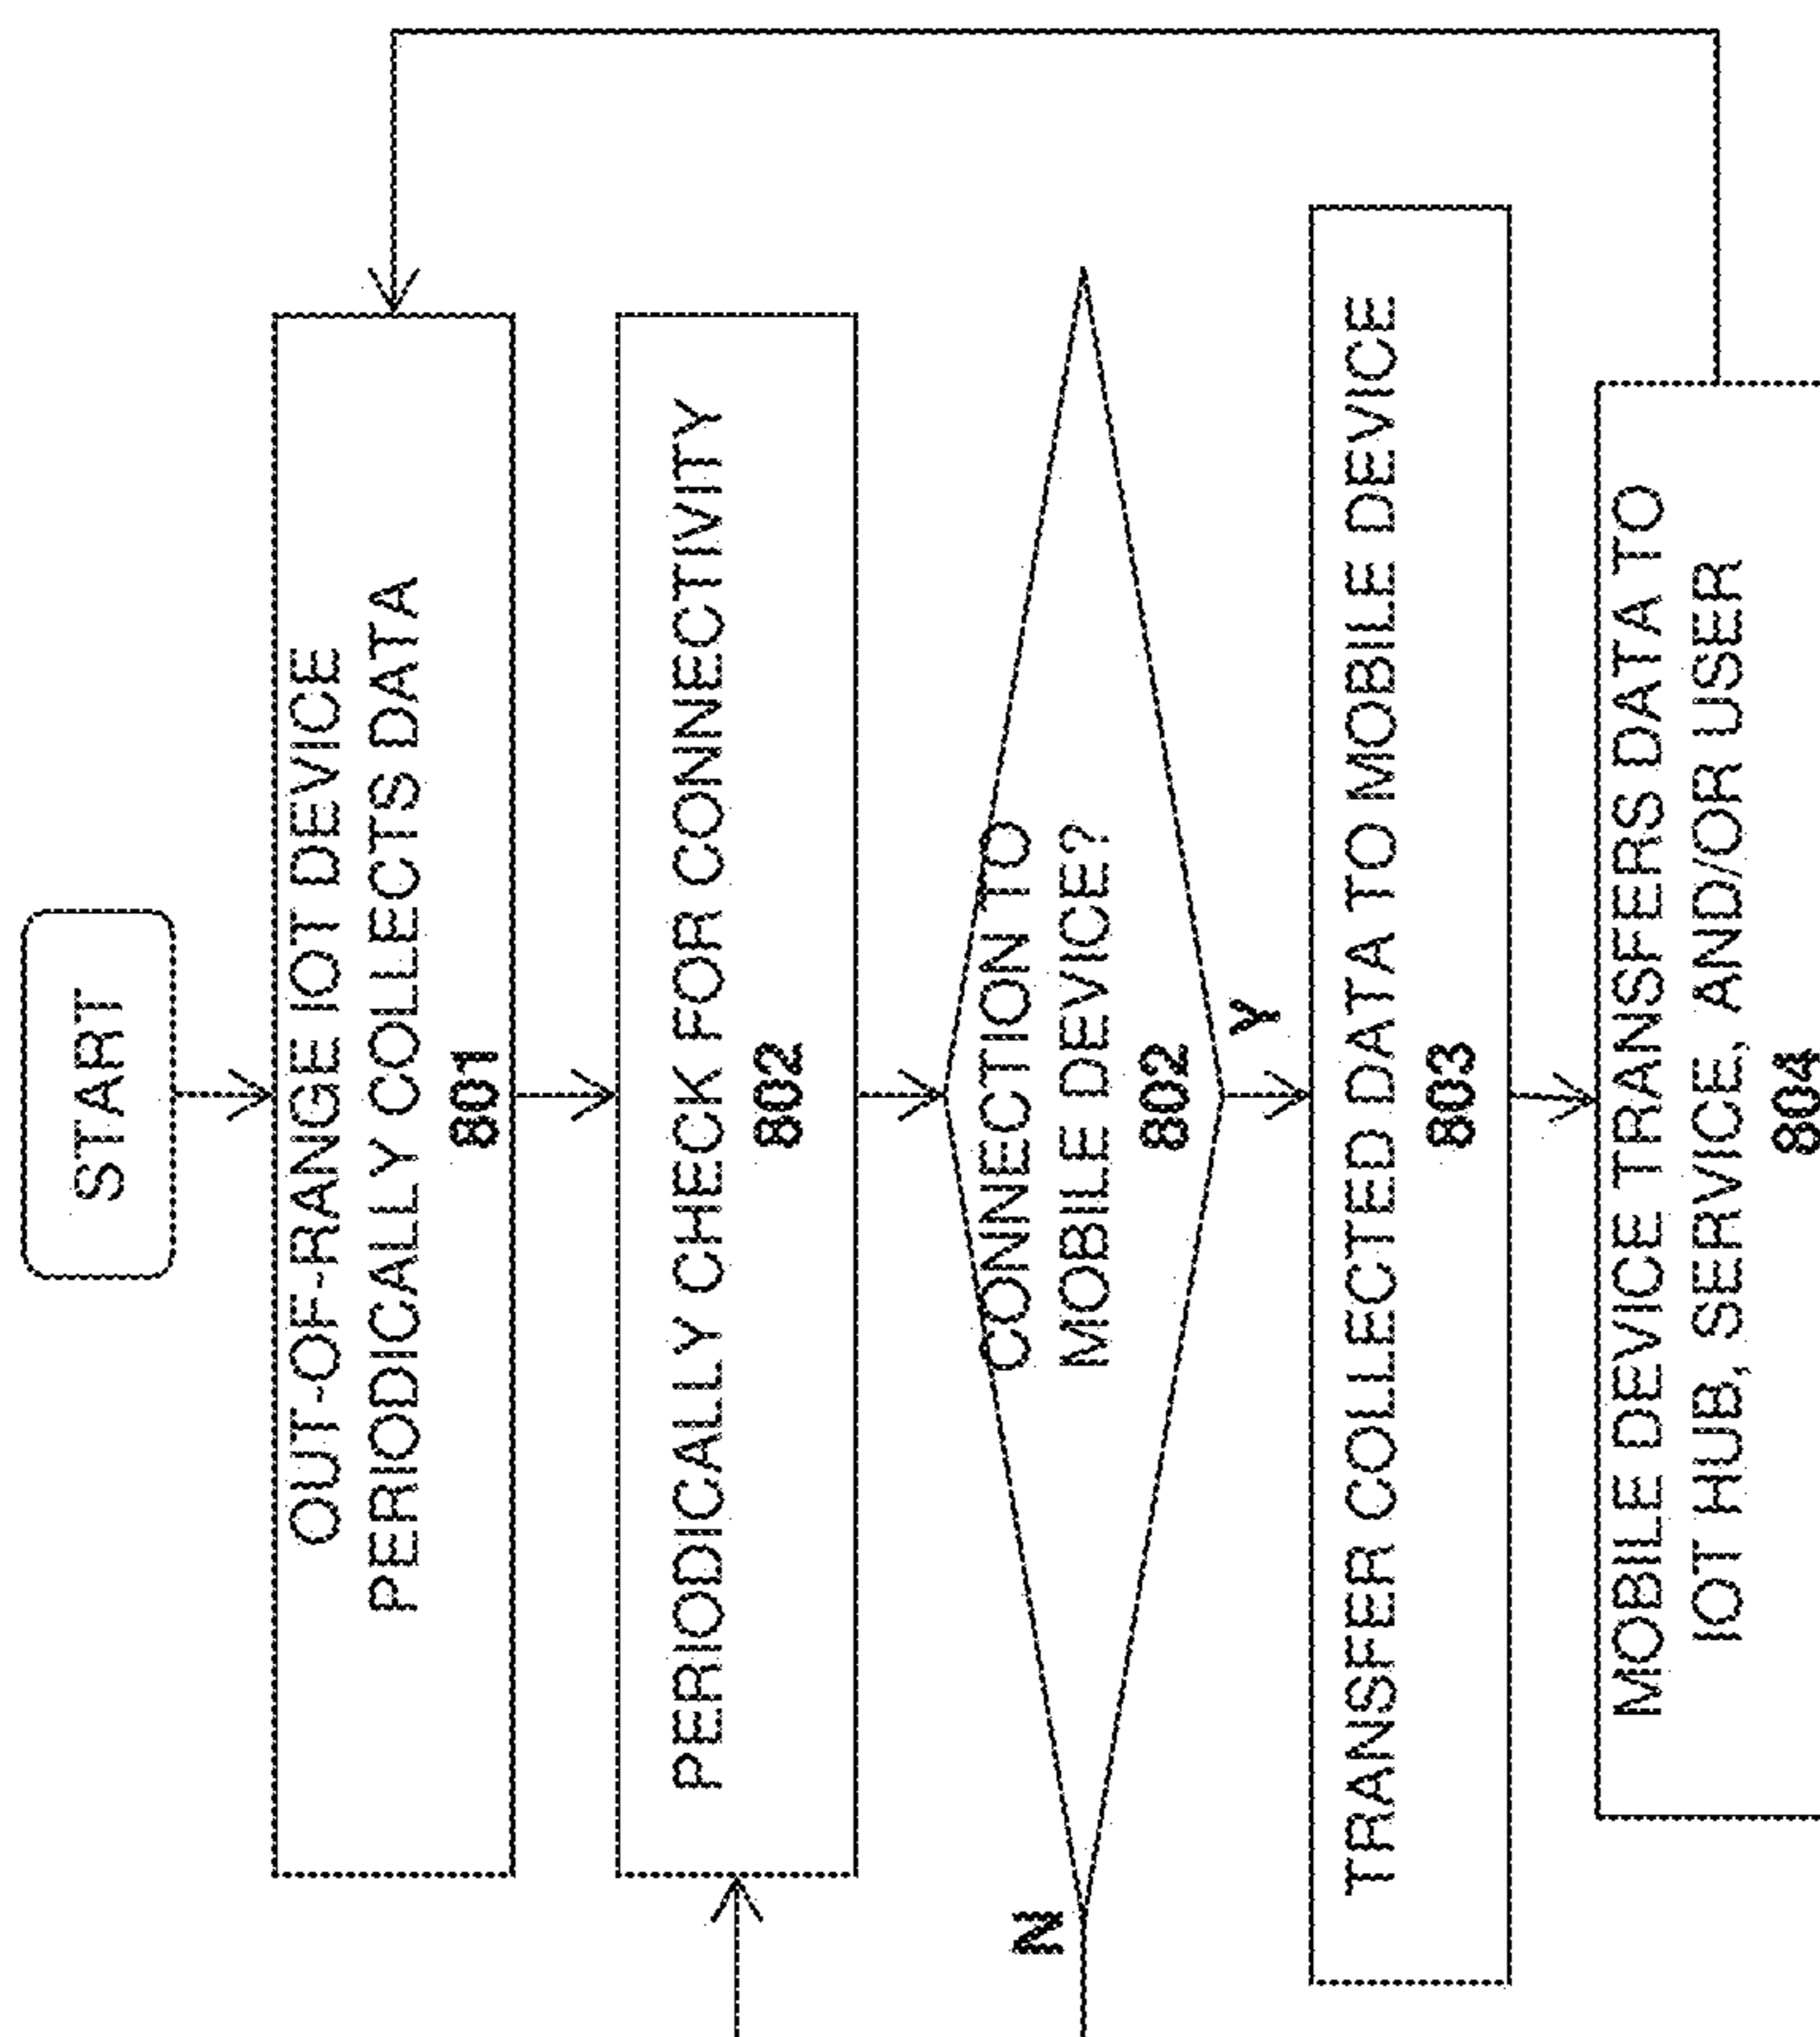 START
OUT-OF-RANGE IOT DEVICE
PERIODICALLY COLLECTS DATA
801
PERIODICALLY CHECK FOR CONNECTIVITY
802
CONNECTION TO
MOBILE DEVICE?
802
N
Y
TRANSFER COLLECTED DATA TO MOBILE DEVICE
803
MOBILE DEVICE TRANSFERS DATA TO
IOT HUB, SERVICE, AND/OR USER
804